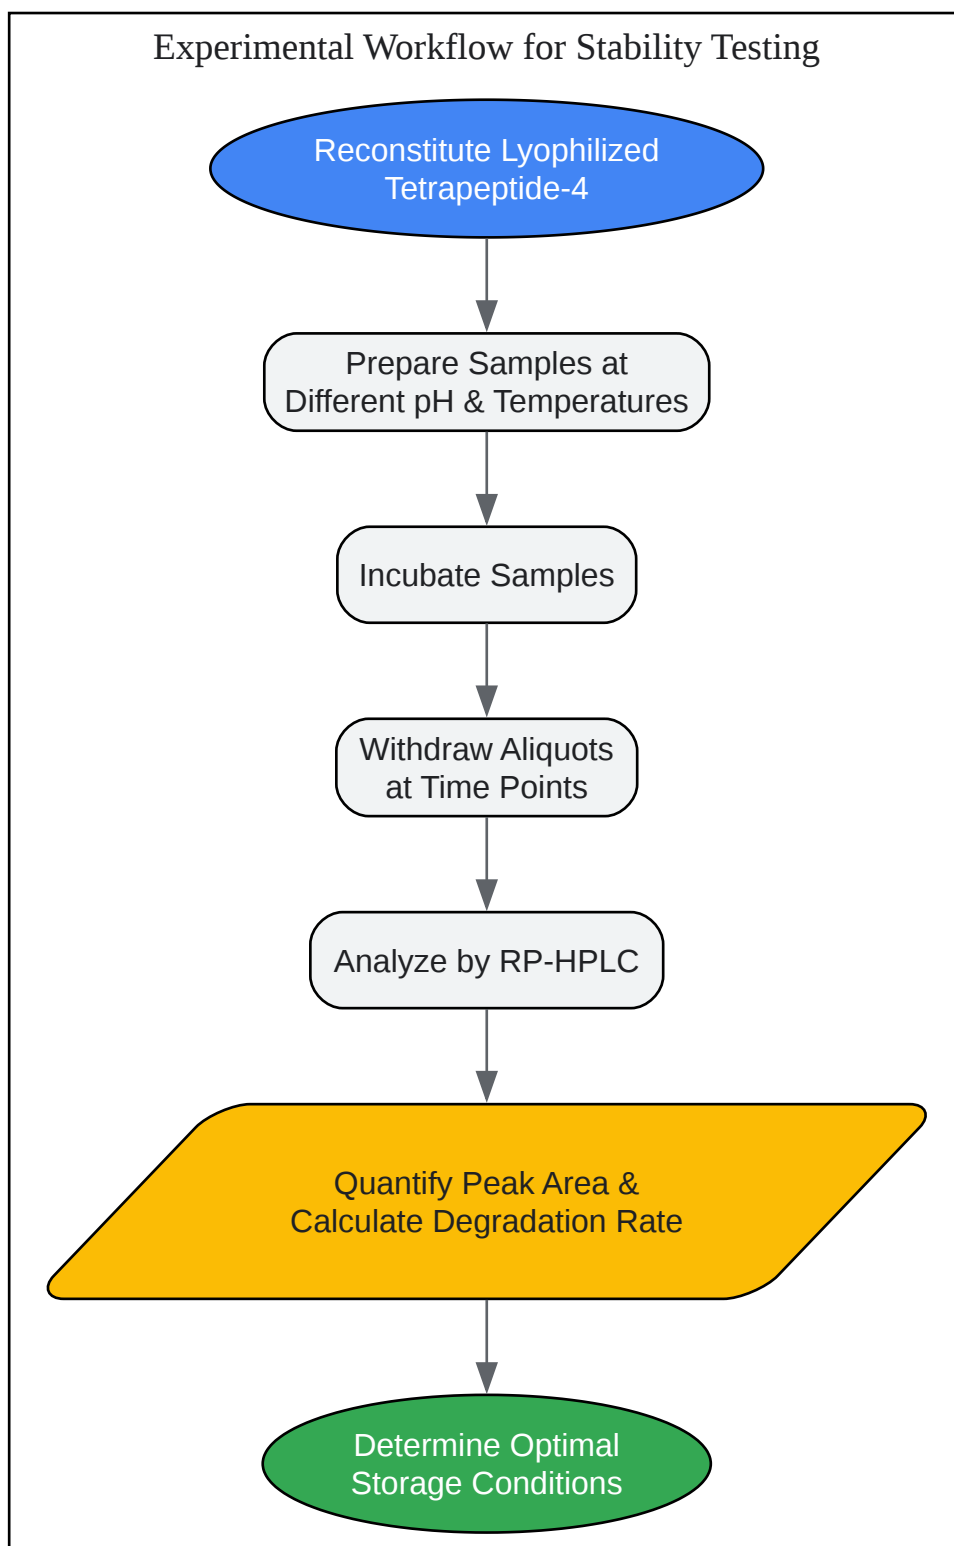 Experimental Workflow for Stability Testing
Reconstitute Lyophilized
Tetrapeptide-4
Prepare Samples at
Different pH & Temperatures
Incubate Samples
Withdraw Aliquots
at Time Points
Analyze by RP-HPLC
Quantify Peak Area &
Calculate Degradation Rate
Determine Optimal
Storage Conditions